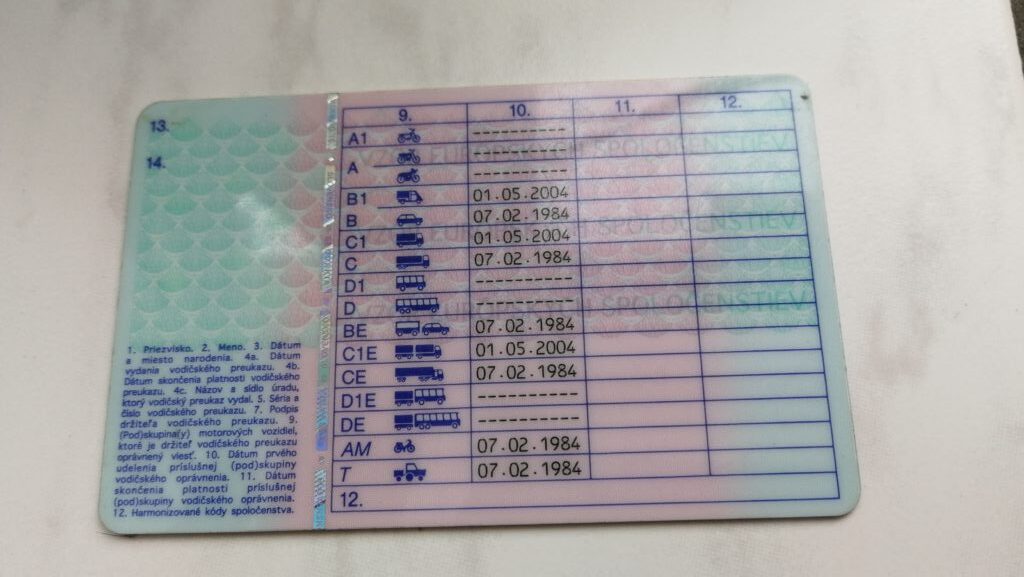 13.
14.
1. Priezvisko. 2. Meno. 3. Dátum
a miesto narodenia. 4a. Dátum
vydania vodičského preukazu. 4b.
Dátum skončenia platnosti vodičského
preukazu. 4c. Názov a sídlo úradu,
ktorý vodičský preukaz vydal. 5. Séria a
číslo vodičského preukazu. 7. Podpis
držiteľa vodičského preukazu. 9.
(Pod)skupina(y) motorových vozidiel,
ktoré je držiteľ vodičského preukazu
oprávnený viesť. 10. Dátum prvého
udelenia príslušnej (pod)skupiny
vodičského oprávnenia. 11. Dátum
skončenia platnosti príslušnej
(pod)skupiny vodičského oprávnenia.
12. Harmonizované kódy spoločenstva.
9. 10. 11. 12.
A1 ----------
SPOLOČENSTIEV
A ----------
----------
B1 01.05.2004
B 07.02.1984
SPOLOČENSTIEV
C1 01.05.2004
C 07.02.1984
D1 ----------
SPOLOČENSTIEV
D ----------
BE 07.02.1984
C1E 01.05.2004
CE 07.02.1984
D1E ----------
DE ----------
AM 07.02.1984
T 07.02.1984
12.